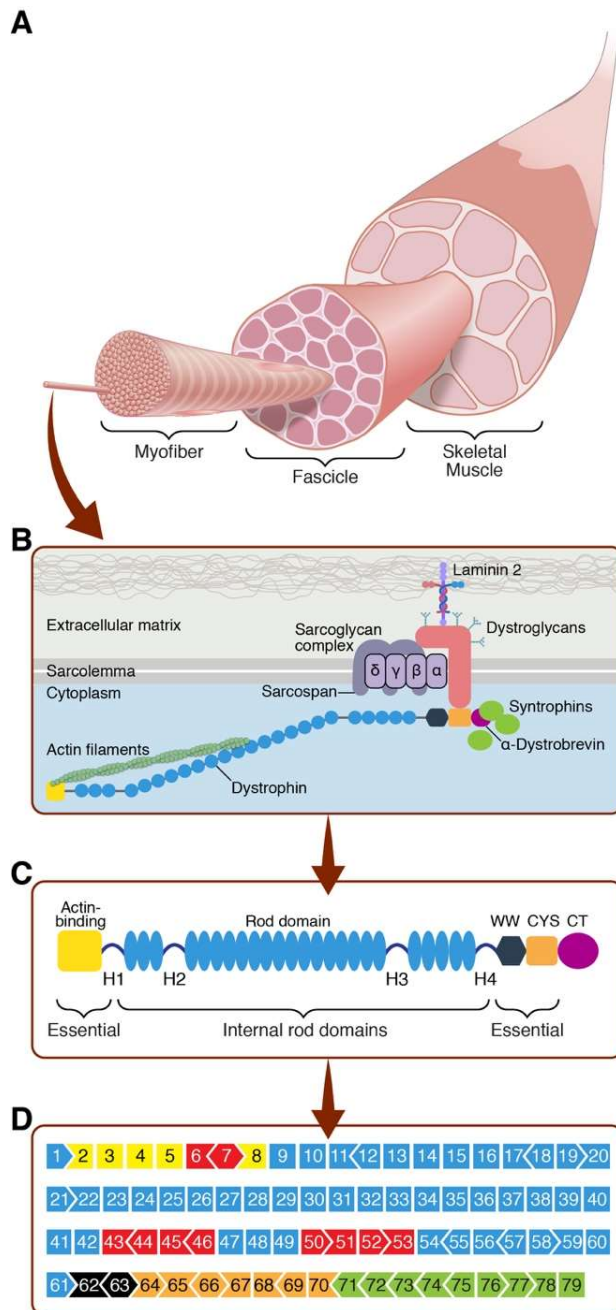 A
Myofiber
Fascicle
Skeletal
Muscle
B
Laminin 2
Extracellular matrix
Sarcoglycan
complex
Dystroglycans
δ γ β α
Sarcolemma
Cytoplasm
Sarcospan
Syntrophins
α-Dystrobrevin
Actin filaments
Dystrophin
C
Actin-
binding
Rod domain
WW CYS CT
H1 H2 H3 H4
Essential Internal rod domains Essential
D
1 2 3 4 5 6 7 8 9 10 11 12 13 14 15 16 17 18 19 20
21 22 23 24 25 26 27 28 29 30 31 32 33 34 35 36 37 38 39 40
41 42 43 44 45 46 47 48 49 50 51 52 53 54 55 56 57 58 59 60
61 62 63 64 65 66 67 68 69 70 71 72 73 74 75 76 77 78 79